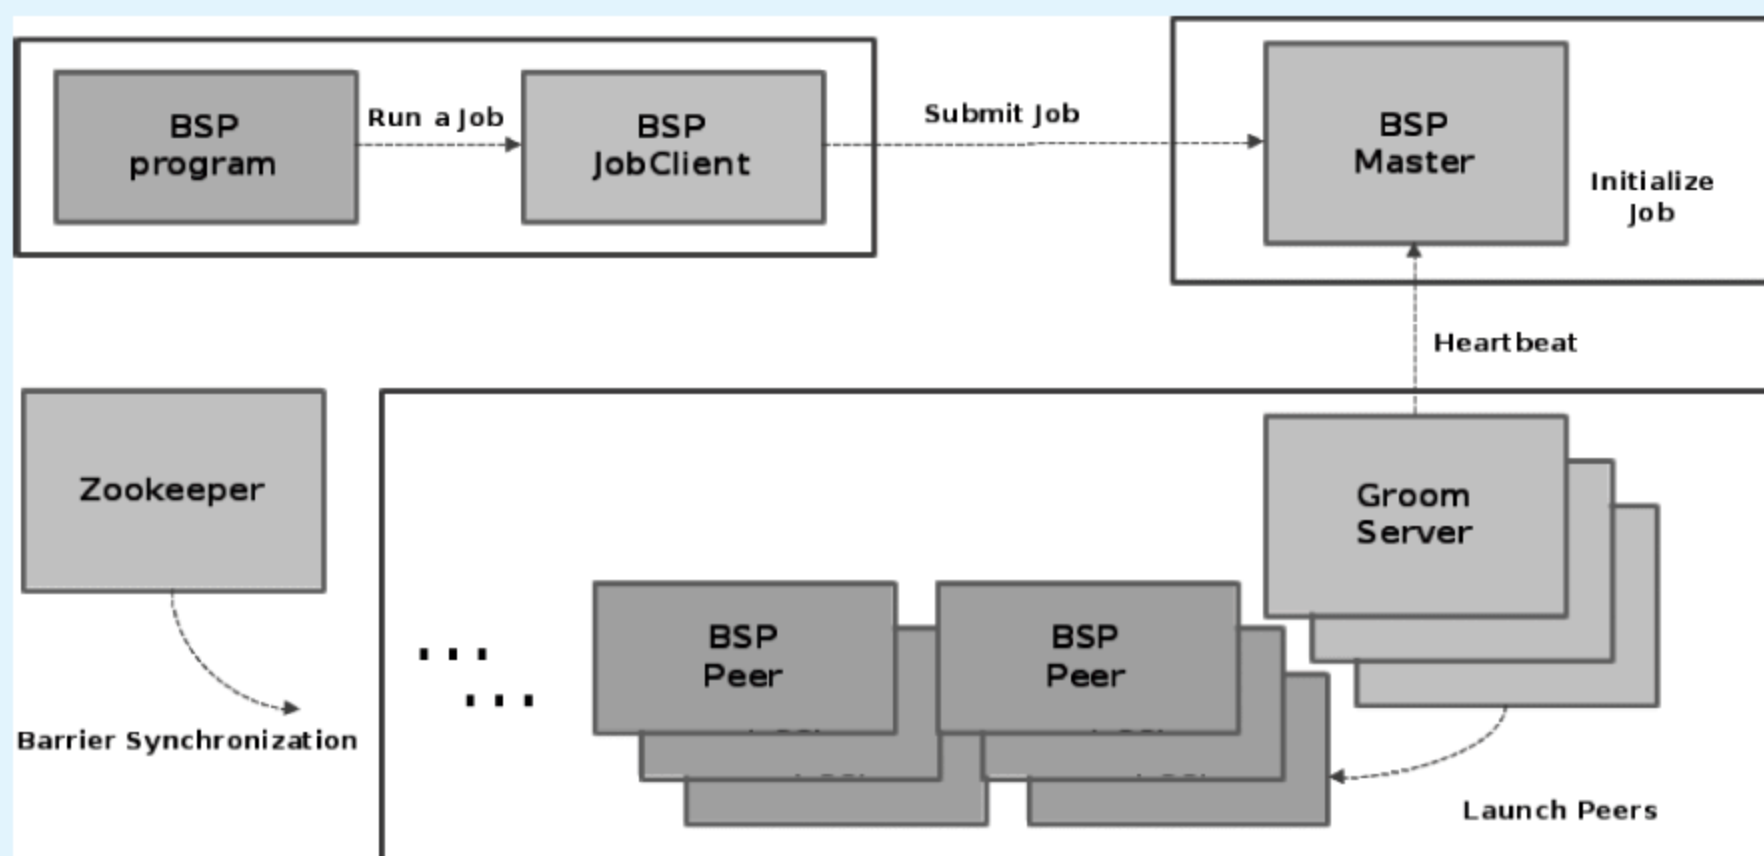 BSP
program
Run a Job
BSP
JobClient
Submit Job
BSP
Master
Initialize
Job
Heartbeat
Zookeeper
Groom
Server
BSP
Peer
BSP
Peer
Barrier Synchronization
Launch Peers